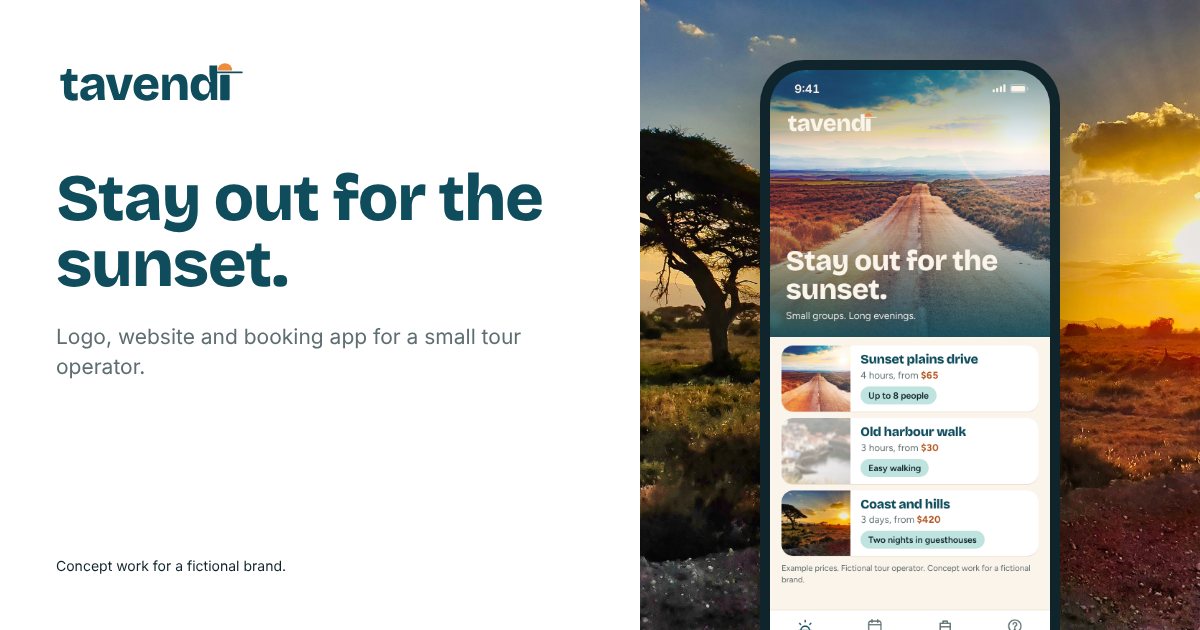 tavendi
Stay out for the
sunset.
Logo, website and booking app for a small tour
operator.
Concept work for a fictional brand.
9:41
tavendi
Stay out for the
sunset.
Small groups. Long evenings.
Sunset plains drive
4 hours, from $65
Up to 8 people
Old harbour walk
3 hours, from $30
Easy walking
Coast and hills
3 days, from $420
Two nights in guesthouses
Example prices. Fictional tour operator. Concept work for a fictional
brand.